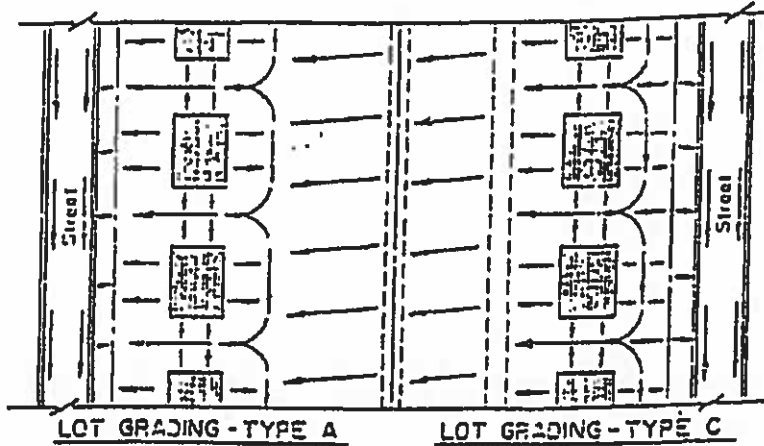 Street
Street
LOT GRADING - TYPE A
LOT GRADING - TYPE C